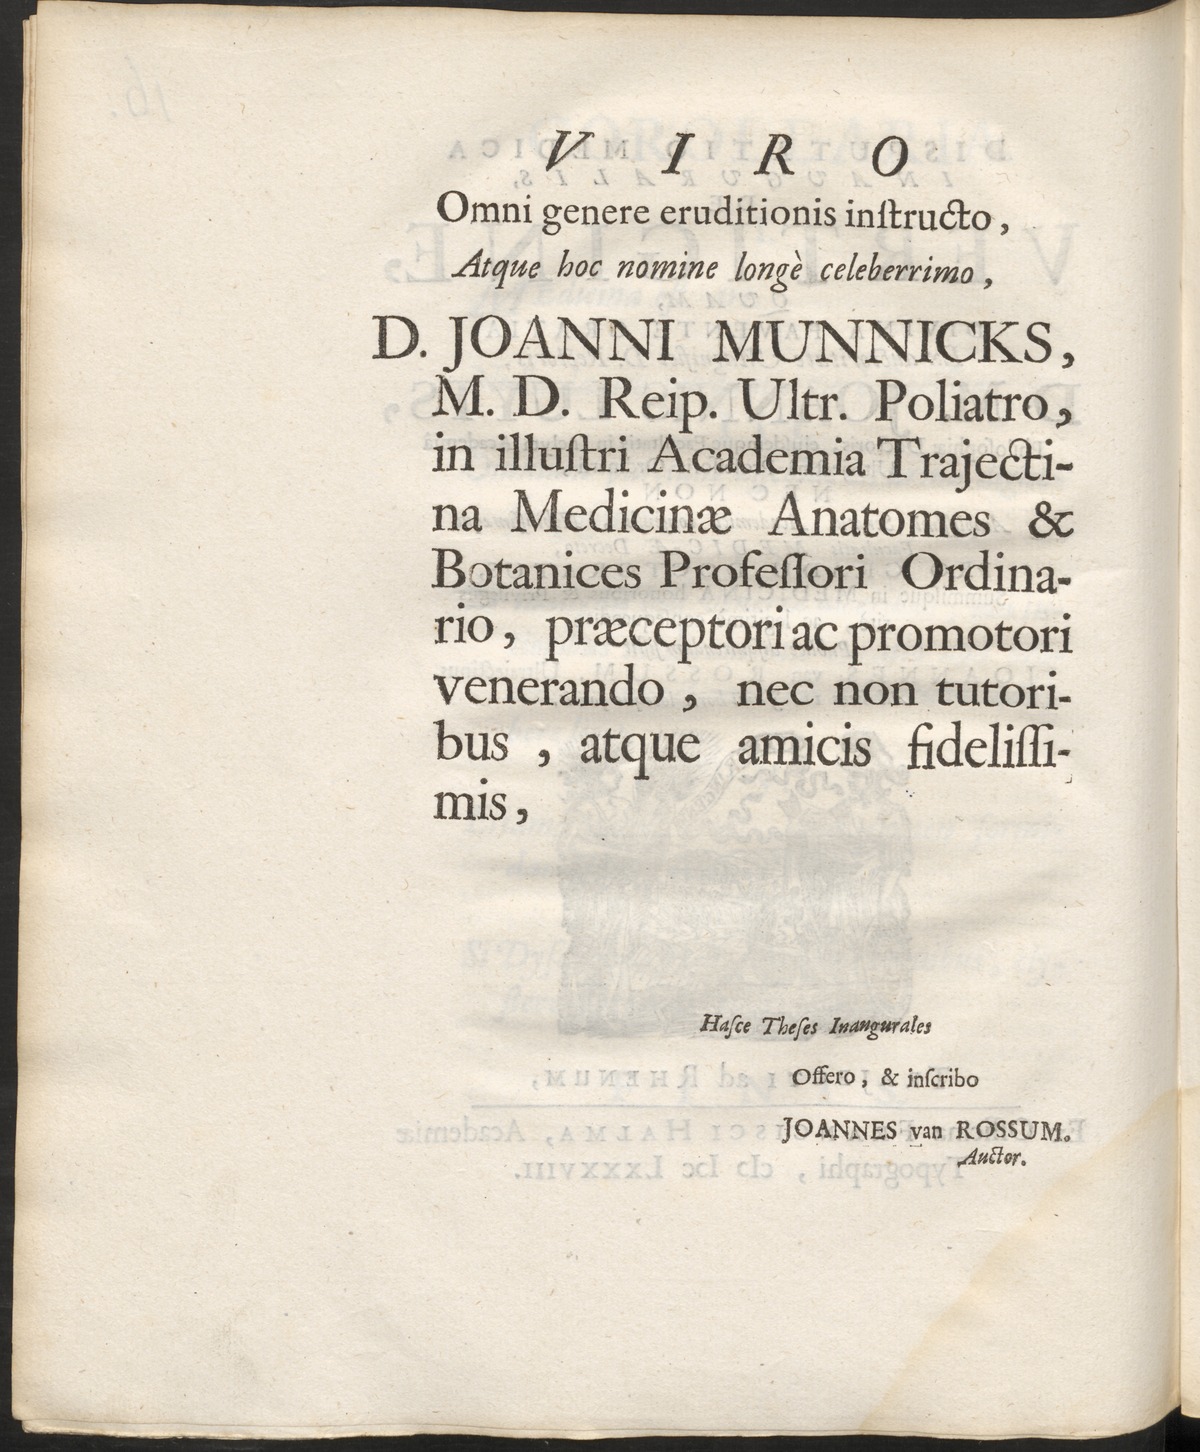 VIRO
Omni genere eruditionis inſtructo,
Atque hoc nomine longè celeberrimo,
D. JOANNI MUNNICKS,
M. D. Reip. Ultr. Poliatro,
in illuſtri Academia Trajecti-
na Medicinæ Anatomes &
Botanices Profeſſori Ordina-
rio, præceptori ac promotori
venerando, nec non tutori-
bus, atque amicis fideliſſi-
mis,
Haſce Theſes Inaugurales
Offero, & inſcribo
JOANNES van ROSSUM.
Auctor.